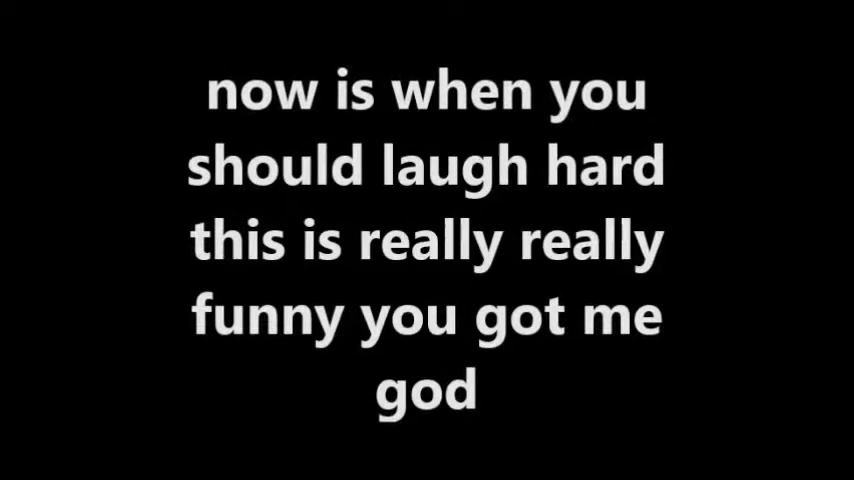 now is when you
should laugh hard
this is really really
funny you got me
god